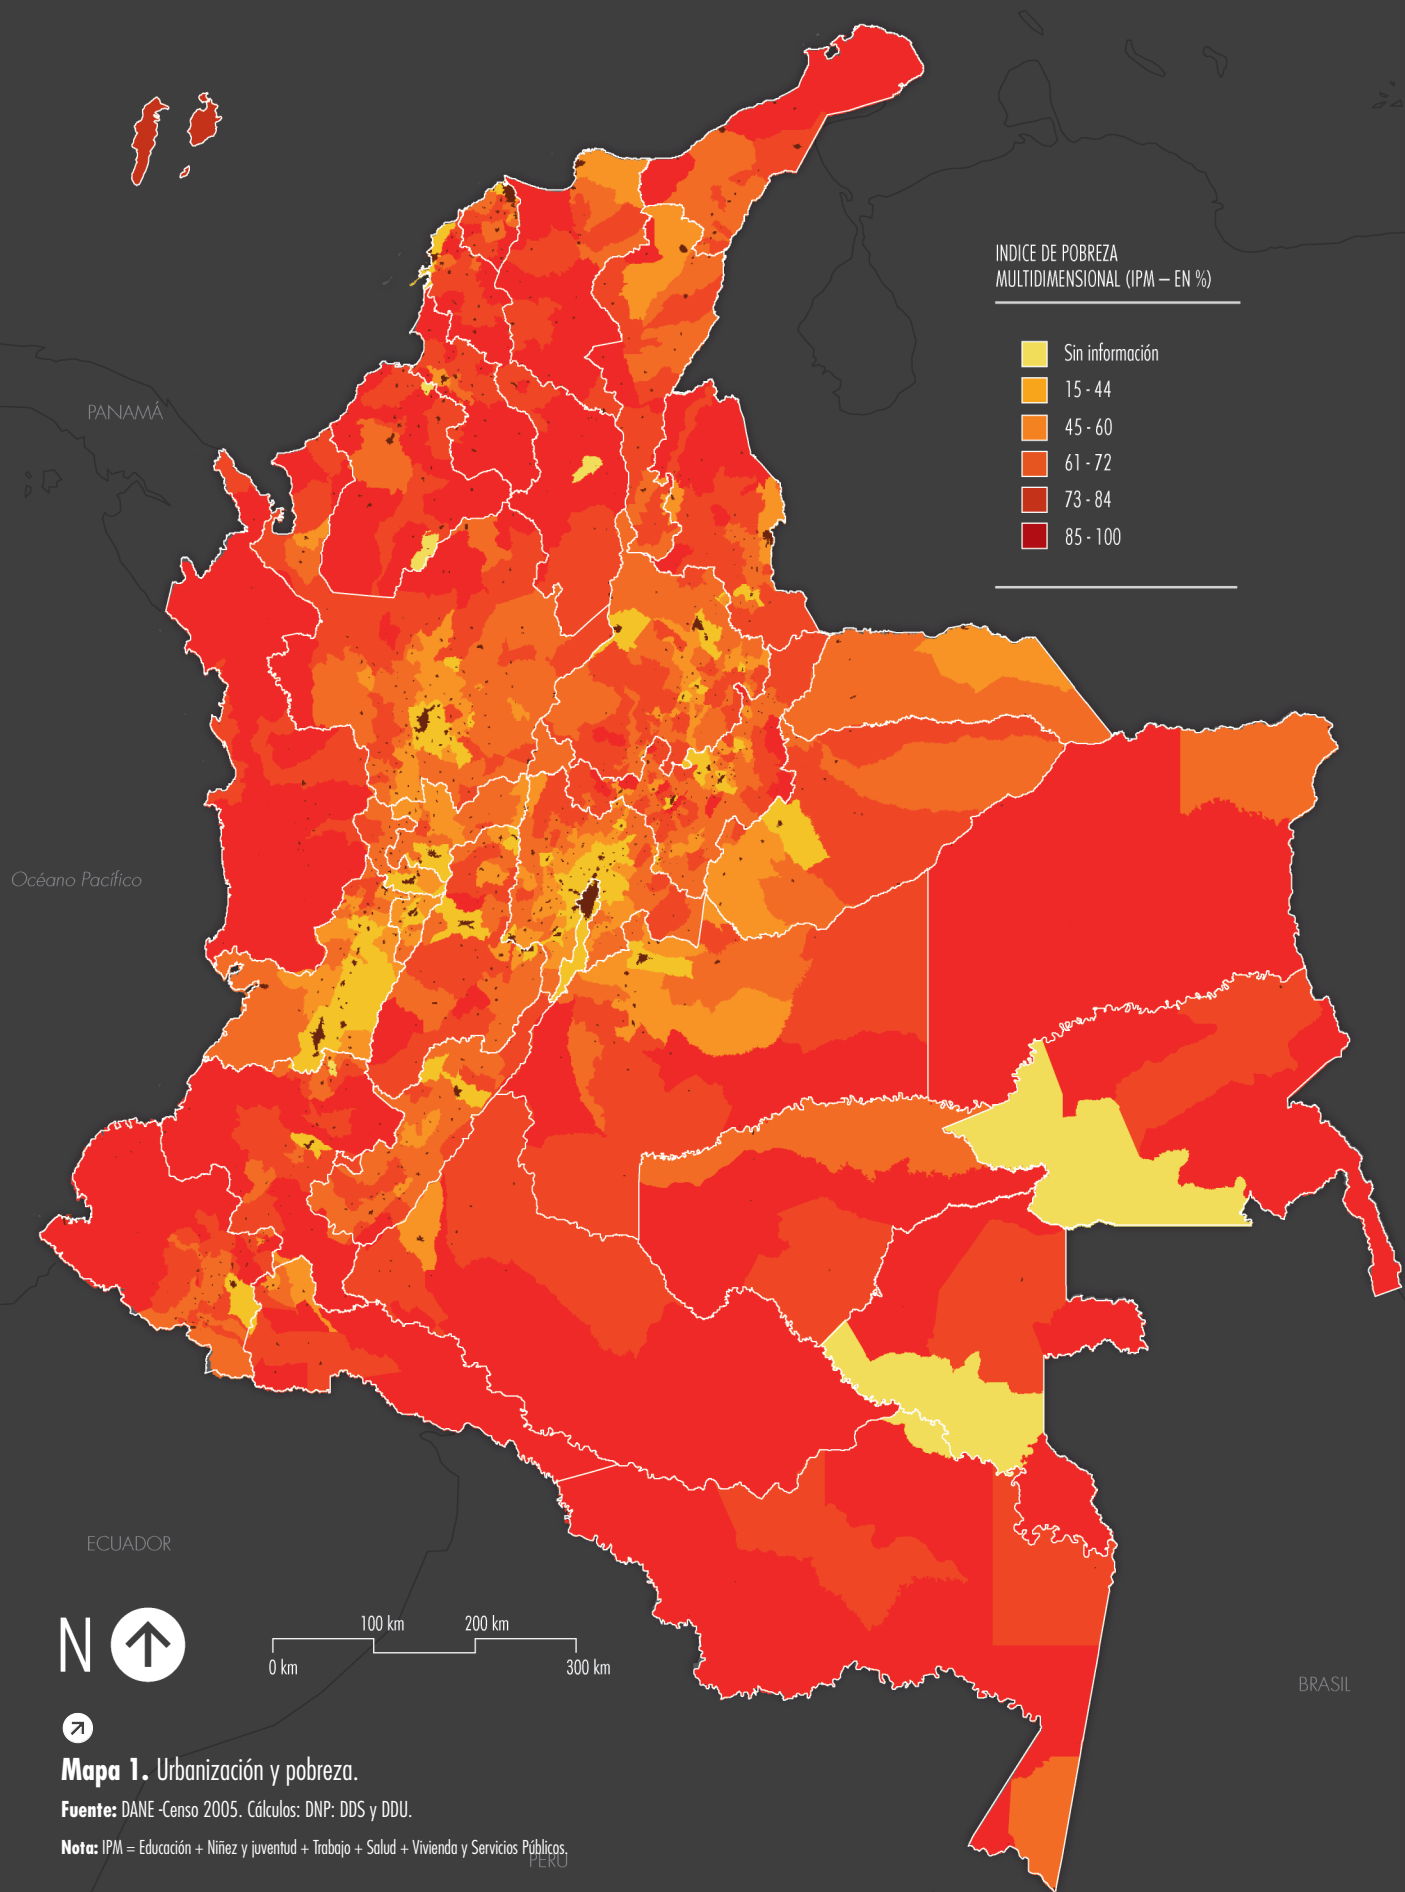 INDICE DE POBREZA
MULTIDIMENSIONAL (IPM – EN %)
Sin información
15 - 44
45 - 60
61 - 72
73 - 84
85 - 100
PANAMÁ
Océano Pacífico
ECUADOR
BRASIL
N
100 km
200 km
0 km
300 km
Mapa 1. Urbanización y pobreza.
Fuente: DANE -Censo 2005. Cálculos: DNP: DDS y DDU.
Nota: IPM = Educación + Niñez y juventud + Trabajo + Salud + Vivienda y Servicios Públicos.
PERÚ